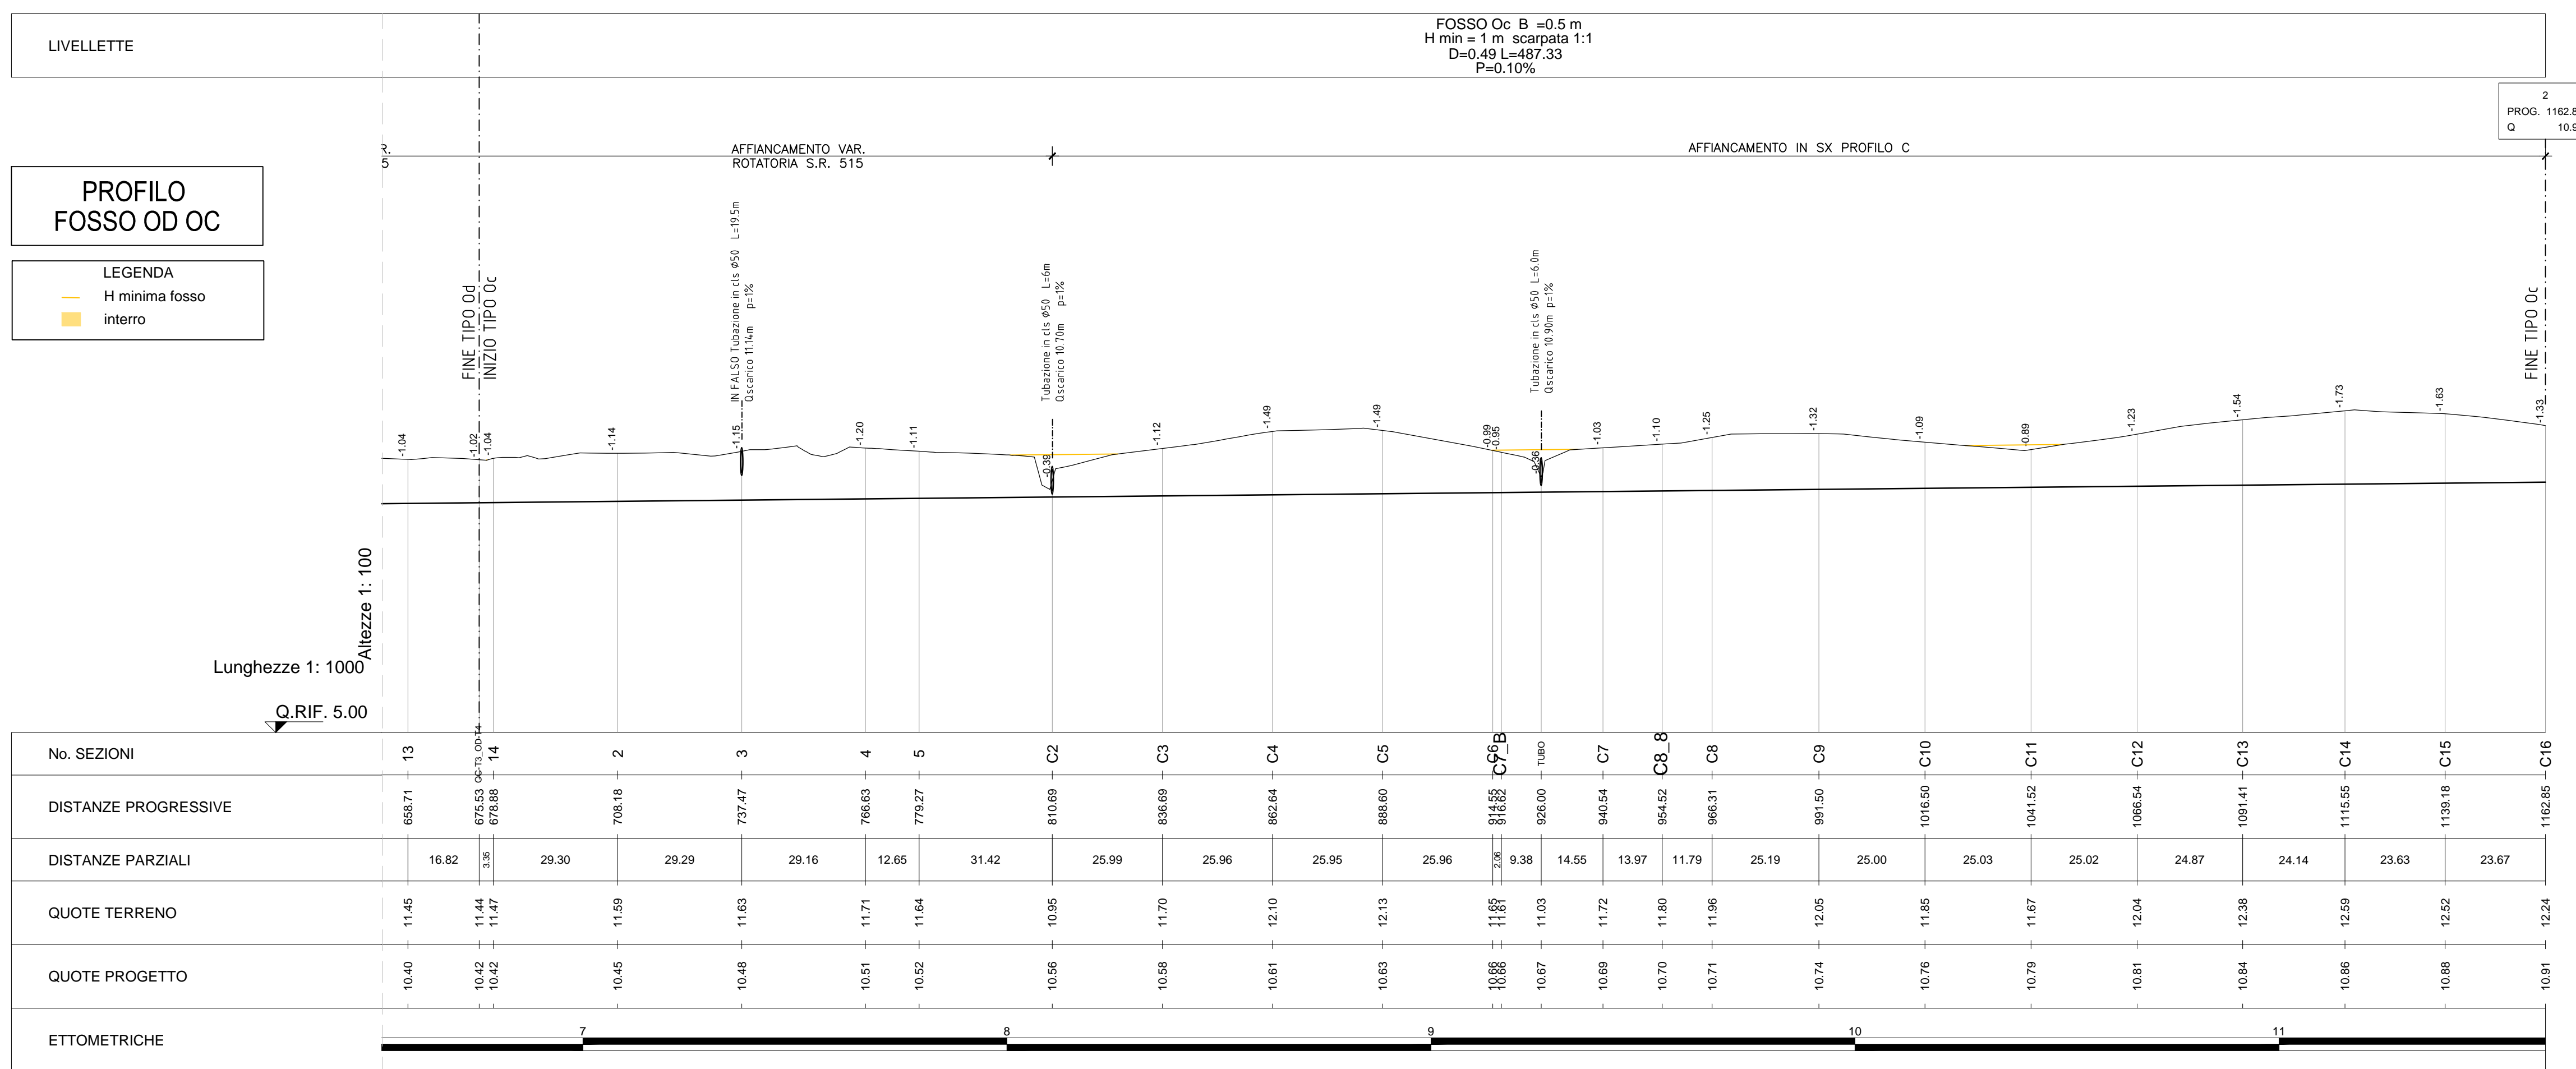 LIVELLETTE
FOSSO Oc B =0.5 m
H min = 1 m scarpata 1:1
D=0.49 L=487.33
P=0.10%
2
PROG. 1162.8
Q 10.9
R.
5
AFFIANCAMENTO VAR.
ROTATORIA S.R. 515
AFFIANCAMENTO IN SX PROFILO C
PROFILO
FOSSO OD OC
LEGENDA
H minima fosso
interro
FINE TIPO Od
INIZIO TIPO Oc
IN FALSO Tubazione in cls Ø50 L=19.5m
Qscarico 11.14m p=1%
Tubazione in cls Ø50 L=6m
Qscarico 10.70m p=1%
Tubazione in cls Ø50 L=6.0m
Qscarico 10.90m p=1%
FINE TIPO Oc
-1.04 -1.02 -1.04 -1.14 -1.15 -1.20 -1.11 -0.39 -1.12 -1.49 -1.49 -0.99 -0.95 -0.36 -1.03 -1.10 -1.25 -1.32 -1.09 -0.89 -1.23 -1.54 -1.73 -1.63 -1.33
Altezze 1: 100
Lunghezze 1: 1000
Q.RIF. 5.00
No. SEZIONI 13 OC-T3_OD-T4 14 2 3 4 5 C2 C3 C4 C5 C6 C7_B TUBO C7 C8_8 C8 C9 C10 C11 C12 C13 C14 C15 C16
DISTANZE PROGRESSIVE 658.71 675.53 678.88 708.18 737.47 766.63 779.27 810.69 836.69 862.64 888.60 914.55 916.62 926.00 940.54 954.52 966.31 991.50 1016.50 1041.52 1066.54 1091.41 1115.55 1139.18 1162.85
DISTANZE PARZIALI 16.82 3.35 29.30 29.29 29.16 12.65 31.42 25.99 25.96 25.95 25.96 2.06 9.38 14.55 13.97 11.79 25.19 25.00 25.03 25.02 24.87 24.14 23.63 23.67
QUOTE TERRENO 11.45 11.44 11.47 11.59 11.63 11.71 11.64 10.95 11.70 12.10 12.13 11.65 11.61 11.03 11.72 11.80 11.96 12.05 11.85 11.67 12.04 12.38 12.59 12.52 12.24
QUOTE PROGETTO 10.40 10.42 10.42 10.45 10.48 10.51 10.52 10.56 10.58 10.61 10.63 10.66 10.66 10.67 10.69 10.70 10.71 10.74 10.76 10.79 10.81 10.84 10.86 10.88 10.91
ETTOMETRICHE 7 8 9 10 11